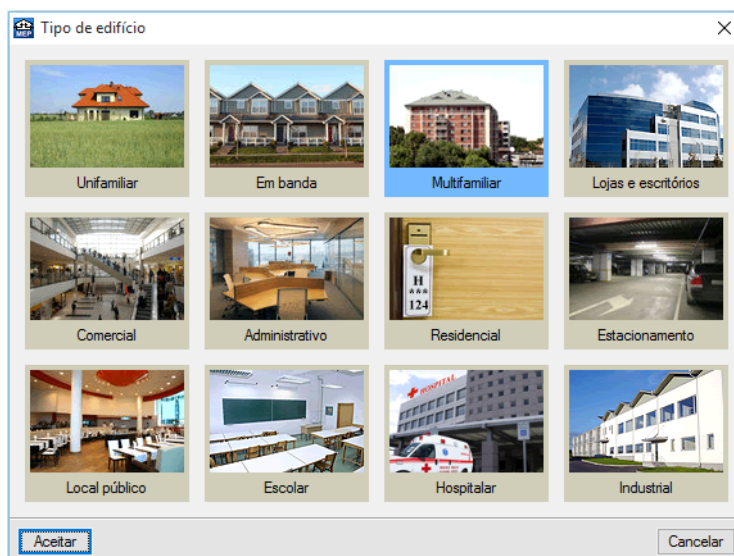 MEP Tipo de edifício
Unifamiliar
Em banda
Multifamiliar
Lojas e escritórios
H
***
124
Comercial
Administrativo
Residencial
Estacionamento
HOSPITAL
Local público
Escolar
Hospitalar
Industrial
Aceitar
Cancelar